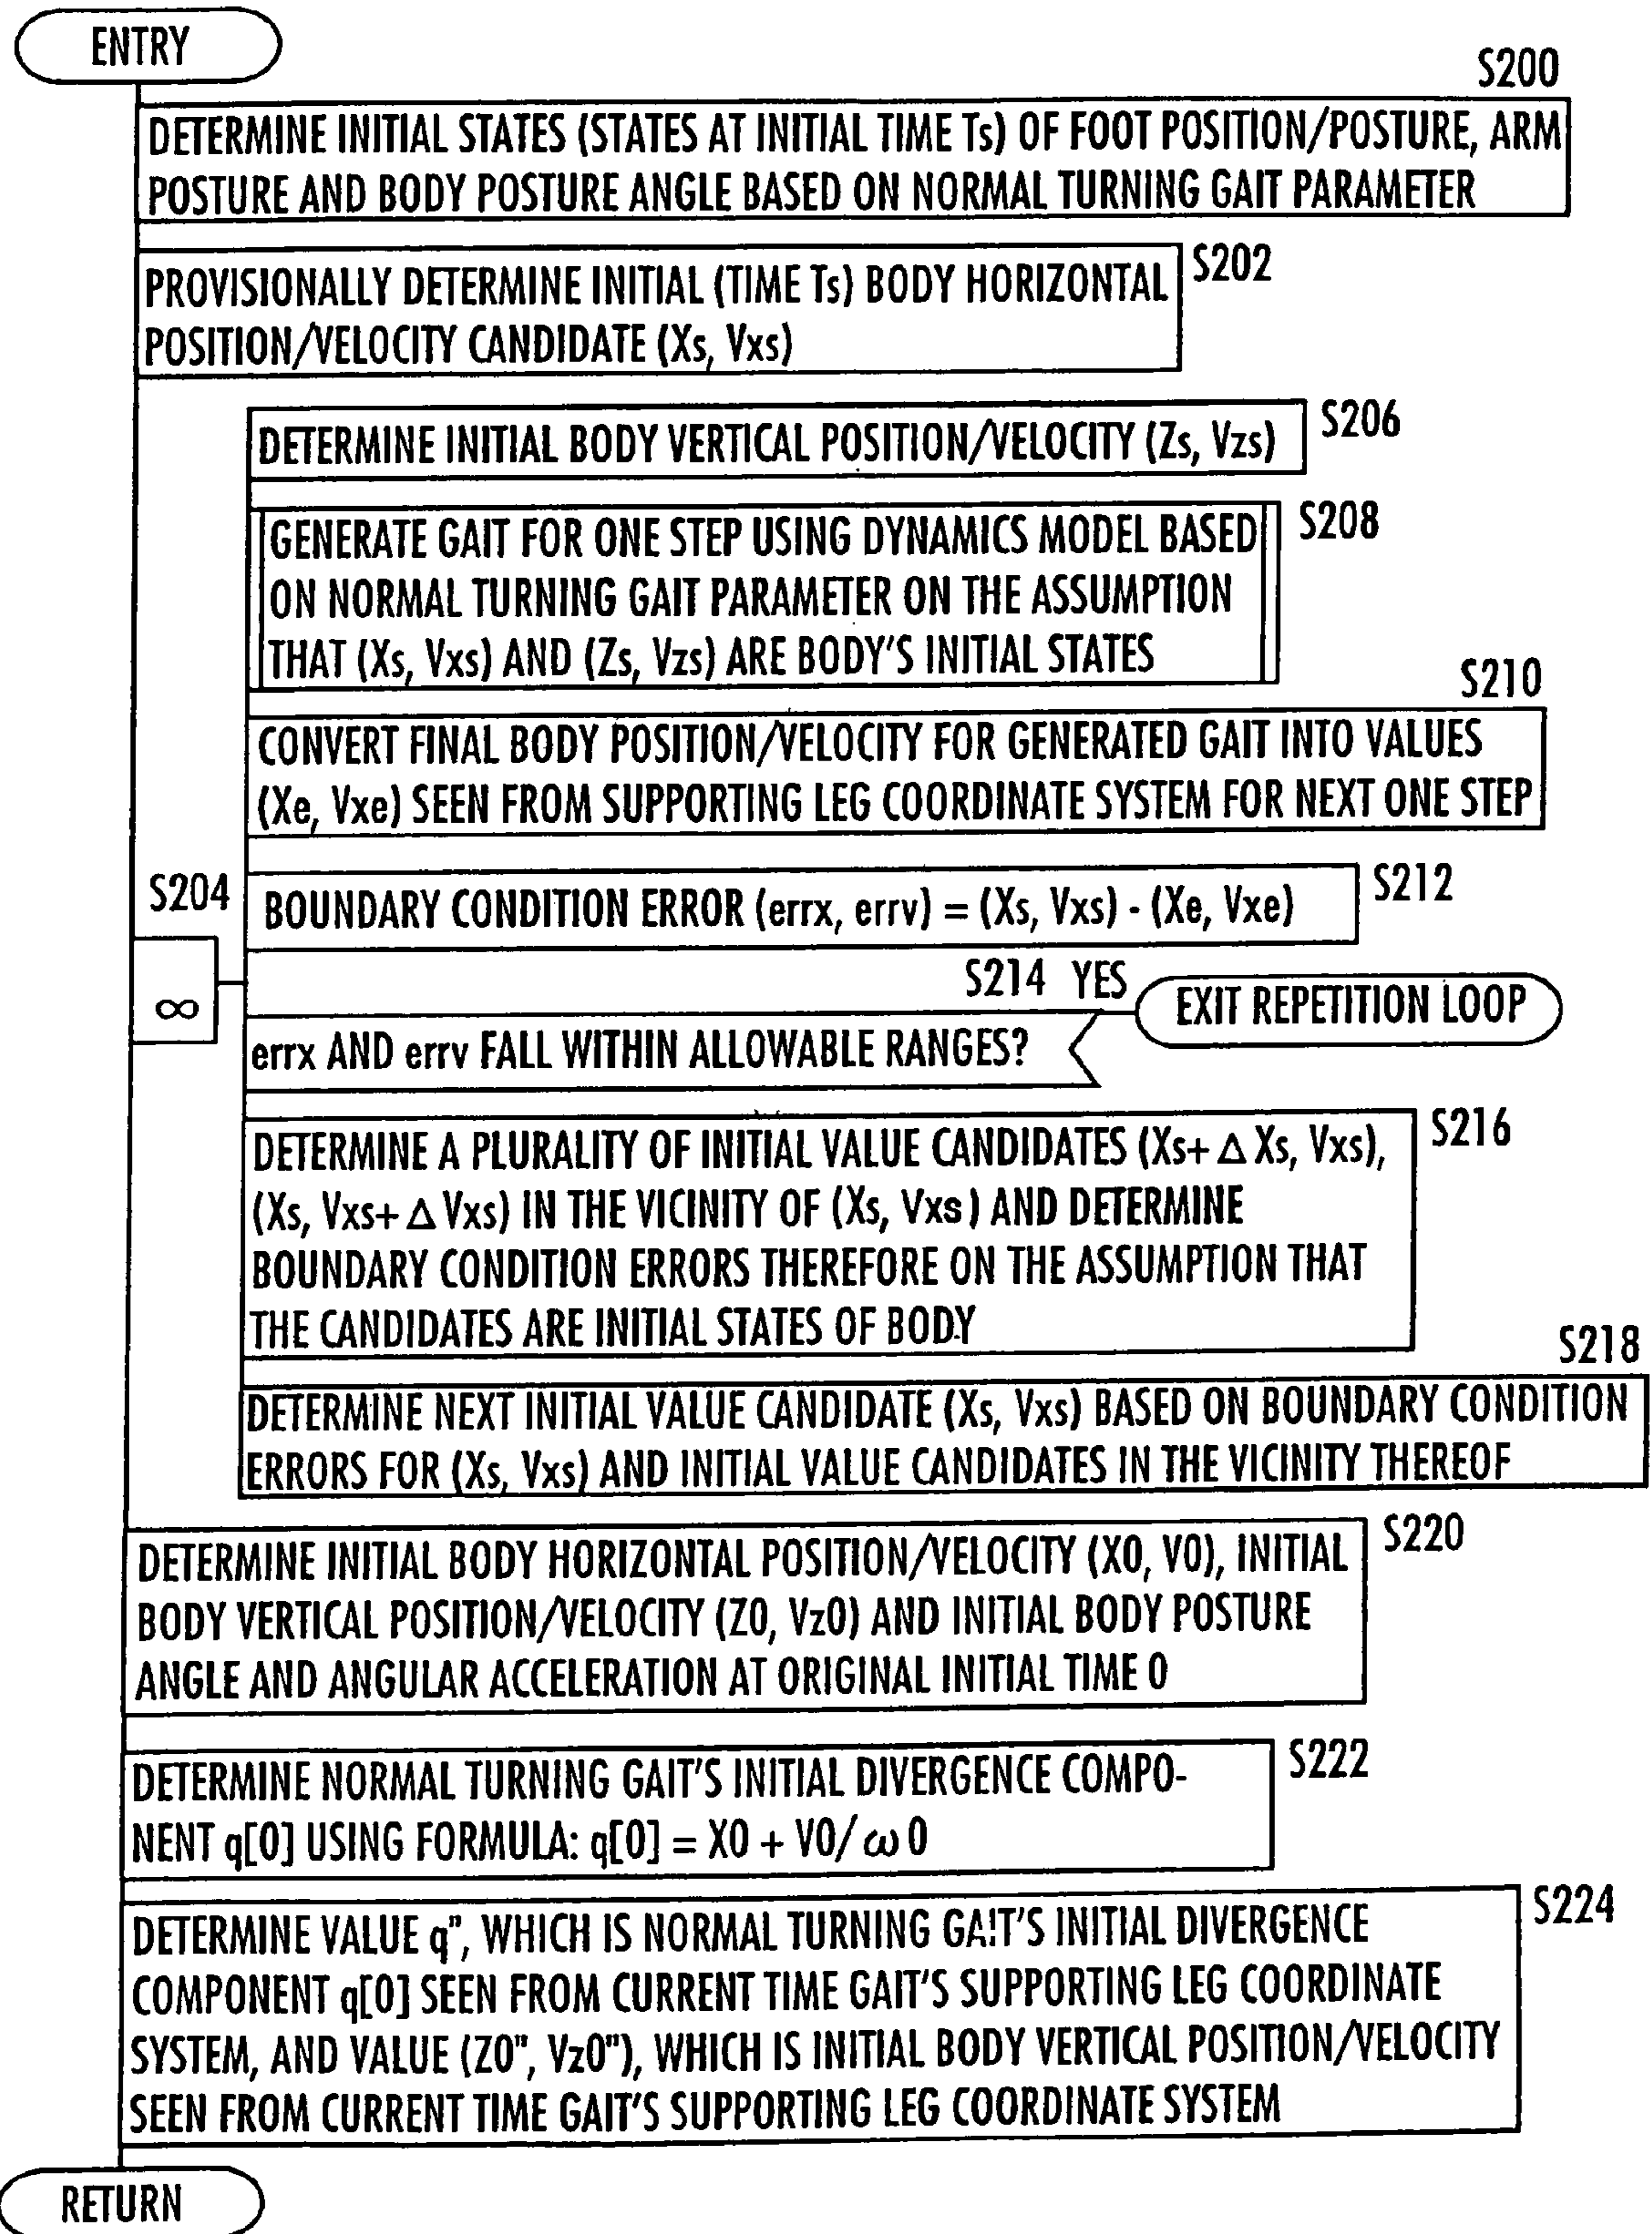 ENTRY
S200
DETERMINE INITIAL STATES (STATES AT INITIAL TIME Ts) OF FOOT POSITION/POSTURE, ARM
POSTURE AND BODY POSTURE ANGLE BASED ON NORMAL TURNING GAIT PARAMETER
S202
PROVISIONALLY DETERMINE INITIAL (TIME Ts) BODY HORIZONTAL
POSITION/VELOCITY CANDIDATE (Xs, Vxs)
S206
DETERMINE INITIAL BODY VERTICAL POSITION/VELOCITY (Zs, Vzs)
S208
GENERATE GAIT FOR ONE STEP USING DYNAMICS MODEL BASED
ON NORMAL TURNING GAIT PARAMETER ON THE ASSUMPTION
THAT (Xs, Vxs) AND (Zs, Vzs) ARE BODY'S INITIAL STATES
S210
CONVERT FINAL BODY POSITION/VELOCITY FOR GENERATED GAIT INTO VALUES
(Xe, Vxe) SEEN FROM SUPPORTING LEG COORDINATE SYSTEM FOR NEXT ONE STEP
S204
∞
S212
BOUNDARY CONDITION ERROR (errx, errv) = (Xs, Vxs) - (Xe, Vxe)
S214 YES
EXIT REPETITION LOOP
errx AND errv FALL WITHIN ALLOWABLE RANGES?
S216
DETERMINE A PLURALITY OF INITIAL VALUE CANDIDATES (Xs+ Δ Xs, Vxs),
(Xs, Vxs+ Δ Vxs) IN THE VICINITY OF (Xs, Vxs) AND DETERMINE
BOUNDARY CONDITION ERRORS THEREFORE ON THE ASSUMPTION THAT
THE CANDIDATES ARE INITIAL STATES OF BODY
S218
DETERMINE NEXT INITIAL VALUE CANDIDATE (Xs, Vxs) BASED ON BOUNDARY CONDITION
ERRORS FOR (Xs, Vxs) AND INITIAL VALUE CANDIDATES IN THE VICINITY THEREOF
S220
DETERMINE INITIAL BODY HORIZONTAL POSITION/VELOCITY (X0, V0), INITIAL
BODY VERTICAL POSITION/VELOCITY (Z0, Vz0) AND INITIAL BODY POSTURE
ANGLE AND ANGULAR ACCELERATION AT ORIGINAL INITIAL TIME 0
S222
DETERMINE NORMAL TURNING GAIT'S INITIAL DIVERGENCE COMPO-
NENT q[0] USING FORMULA: q[0] = X0 + V0/ ω 0
S224
DETERMINE VALUE q", WHICH IS NORMAL TURNING GAIT'S INITIAL DIVERGENCE
COMPONENT q[0] SEEN FROM CURRENT TIME GAIT'S SUPPORTING LEG COORDINATE
SYSTEM, AND VALUE (Z0", Vz0"), WHICH IS INITIAL BODY VERTICAL POSITION/VELOCITY
SEEN FROM CURRENT TIME GAIT'S SUPPORTING LEG COORDINATE SYSTEM
RETURN